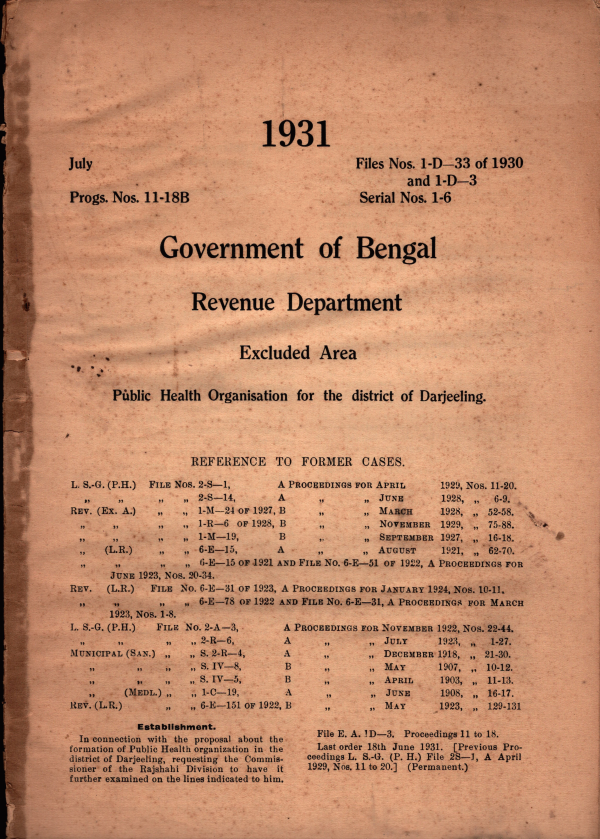 1931
July Files Nos. 1-D—33 of 1930
and 1-D—3
Progs. Nos. 11-18B Serial Nos. 1-6
Government of Bengal
Revenue Department
Excluded Area
Public Health Organisation for the district of Darjeeling.
REFERENCE TO FORMER CASES.
L. S.-G. (P.H.) FILE NOS. 2-S—1, A PROCEEDINGS FOR APRIL 1929, NOS. 11-20.
„ „ „ „ 2-S—14, A „ „ JUNE 1928, „ 6-9.
REV. (EX. A.) „ „ 1-M—24 OF 1927, B „ „ MARCH 1928, „ 52-58.
„ „ „ „ 1-R—6 OF 1928, B „ „ NOVEMBER 1929, „ 75-88.
„ „ „ „ 1-M—19, B „ „ SEPTEMBER 1927, „ 16-18.
„ (L.R.) „ „ 6-E—15, A „ „ AUGUST 1921, „ 62-70.
„ „ „ „ 6-E—15 OF 1921 AND FILE NO. 6-E—51 OF 1922, A PROCEEDINGS FOR
JUNE 1923, NOS. 20-34.
REV. (L.R.) FILE NO. 6-E—31 OF 1923, A PROCEEDINGS FOR JANUARY 1924, NOS. 10-11.
„ „ „ „ 6-E—78 OF 1922 AND FILE NO. 6-E—31, A PROCEEDINGS FOR MARCH
1923, NOS. 1-8.
L. S.-G. (P.H.) FILE NO. 2-A—3, A PROCEEDINGS FOR NOVEMBER 1922, NOS. 22-44.
„ „ „ „ 2-R—6, A „ „ JULY 1923, „ 1-27.
MUNICIPAL (SAN.) „ „ S. 2-R—4, A „ „ DECEMBER 1918, „ 21-30.
„ „ „ „ S. IV—8, B „ „ MAY 1907, „ 10-12.
„ „ „ „ S. IV—5, B „ „ APRIL 1903, „ 11-13.
„ (MEDL.) „ „ 1-C—19, A „ „ JUNE 1908, „ 16-17.
REV. (L.R.) „ „ 6-E—151 OF 1922, B „ „ MAY 1923, „ 129-131
Establishment.
In connection with the proposal about the
formation of Public Health organization in the
district of Darjeeling, requesting the Commis-
sioner of the Rajshahi Division to have it
further examined on the lines indicated to him.
File E. A. 1D—3. Proceedings 11 to 18.
Last order 18th June 1931. [Previous Pro-
ceedings L. S.-G. (P. H.) File 2S—1, A April
1929, Nos. 11 to 20.] (Permanent.)